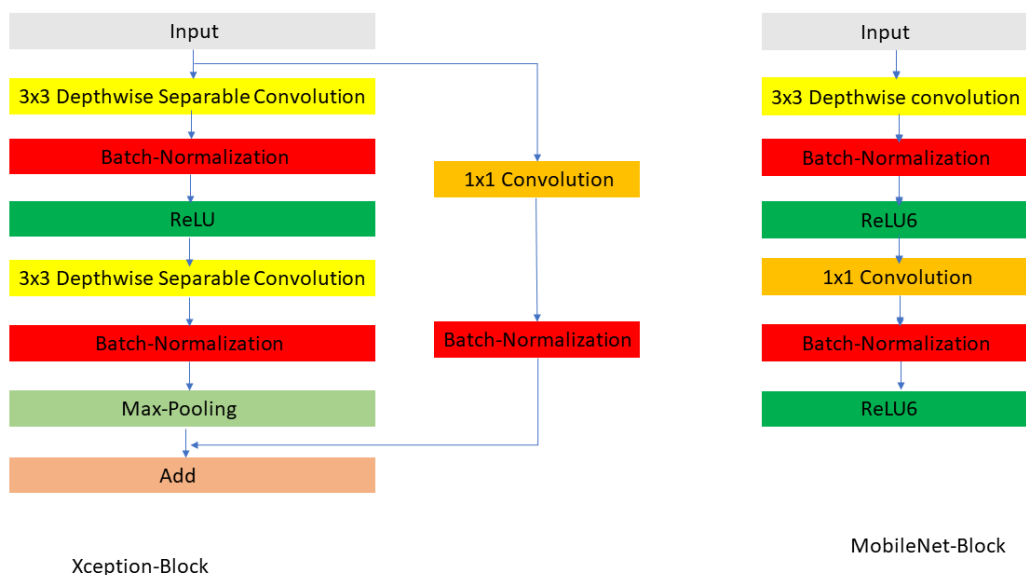 Input
3x3 Depthwise Separable Convolution
Batch-Normalization
ReLU
3x3 Depthwise Separable Convolution
Batch-Normalization
Max-Pooling
Add
1x1 Convolution
Batch-Normalization
Xception-Block
Input
3x3 Depthwise convolution
Batch-Normalization
ReLU6
1x1 Convolution
Batch-Normalization
ReLU6
MobileNet-Block